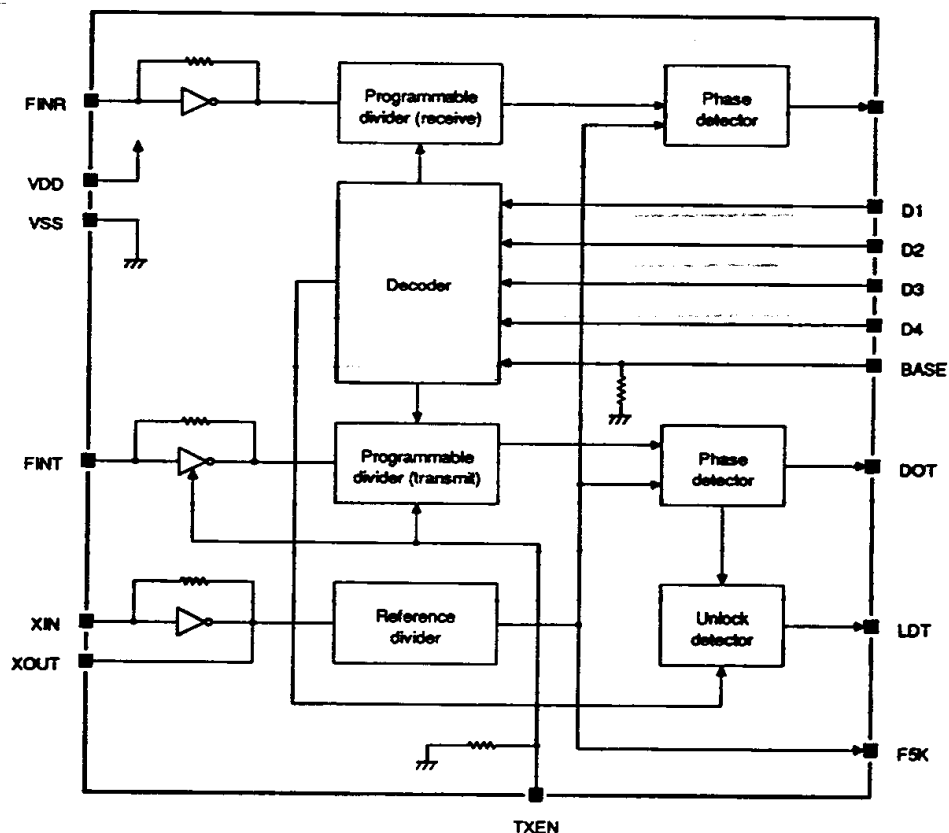 FINR
Programmable
divider (receive)
Phase
detector
VDD
VSS
D1
D2
Decoder
D3
D4
BASE
FINT
Programmable
divider (transmit)
Phase
detector
DOT
XIN
Reference
divider
Unlock
detector
LDT
XOUT
F5K
TXEN